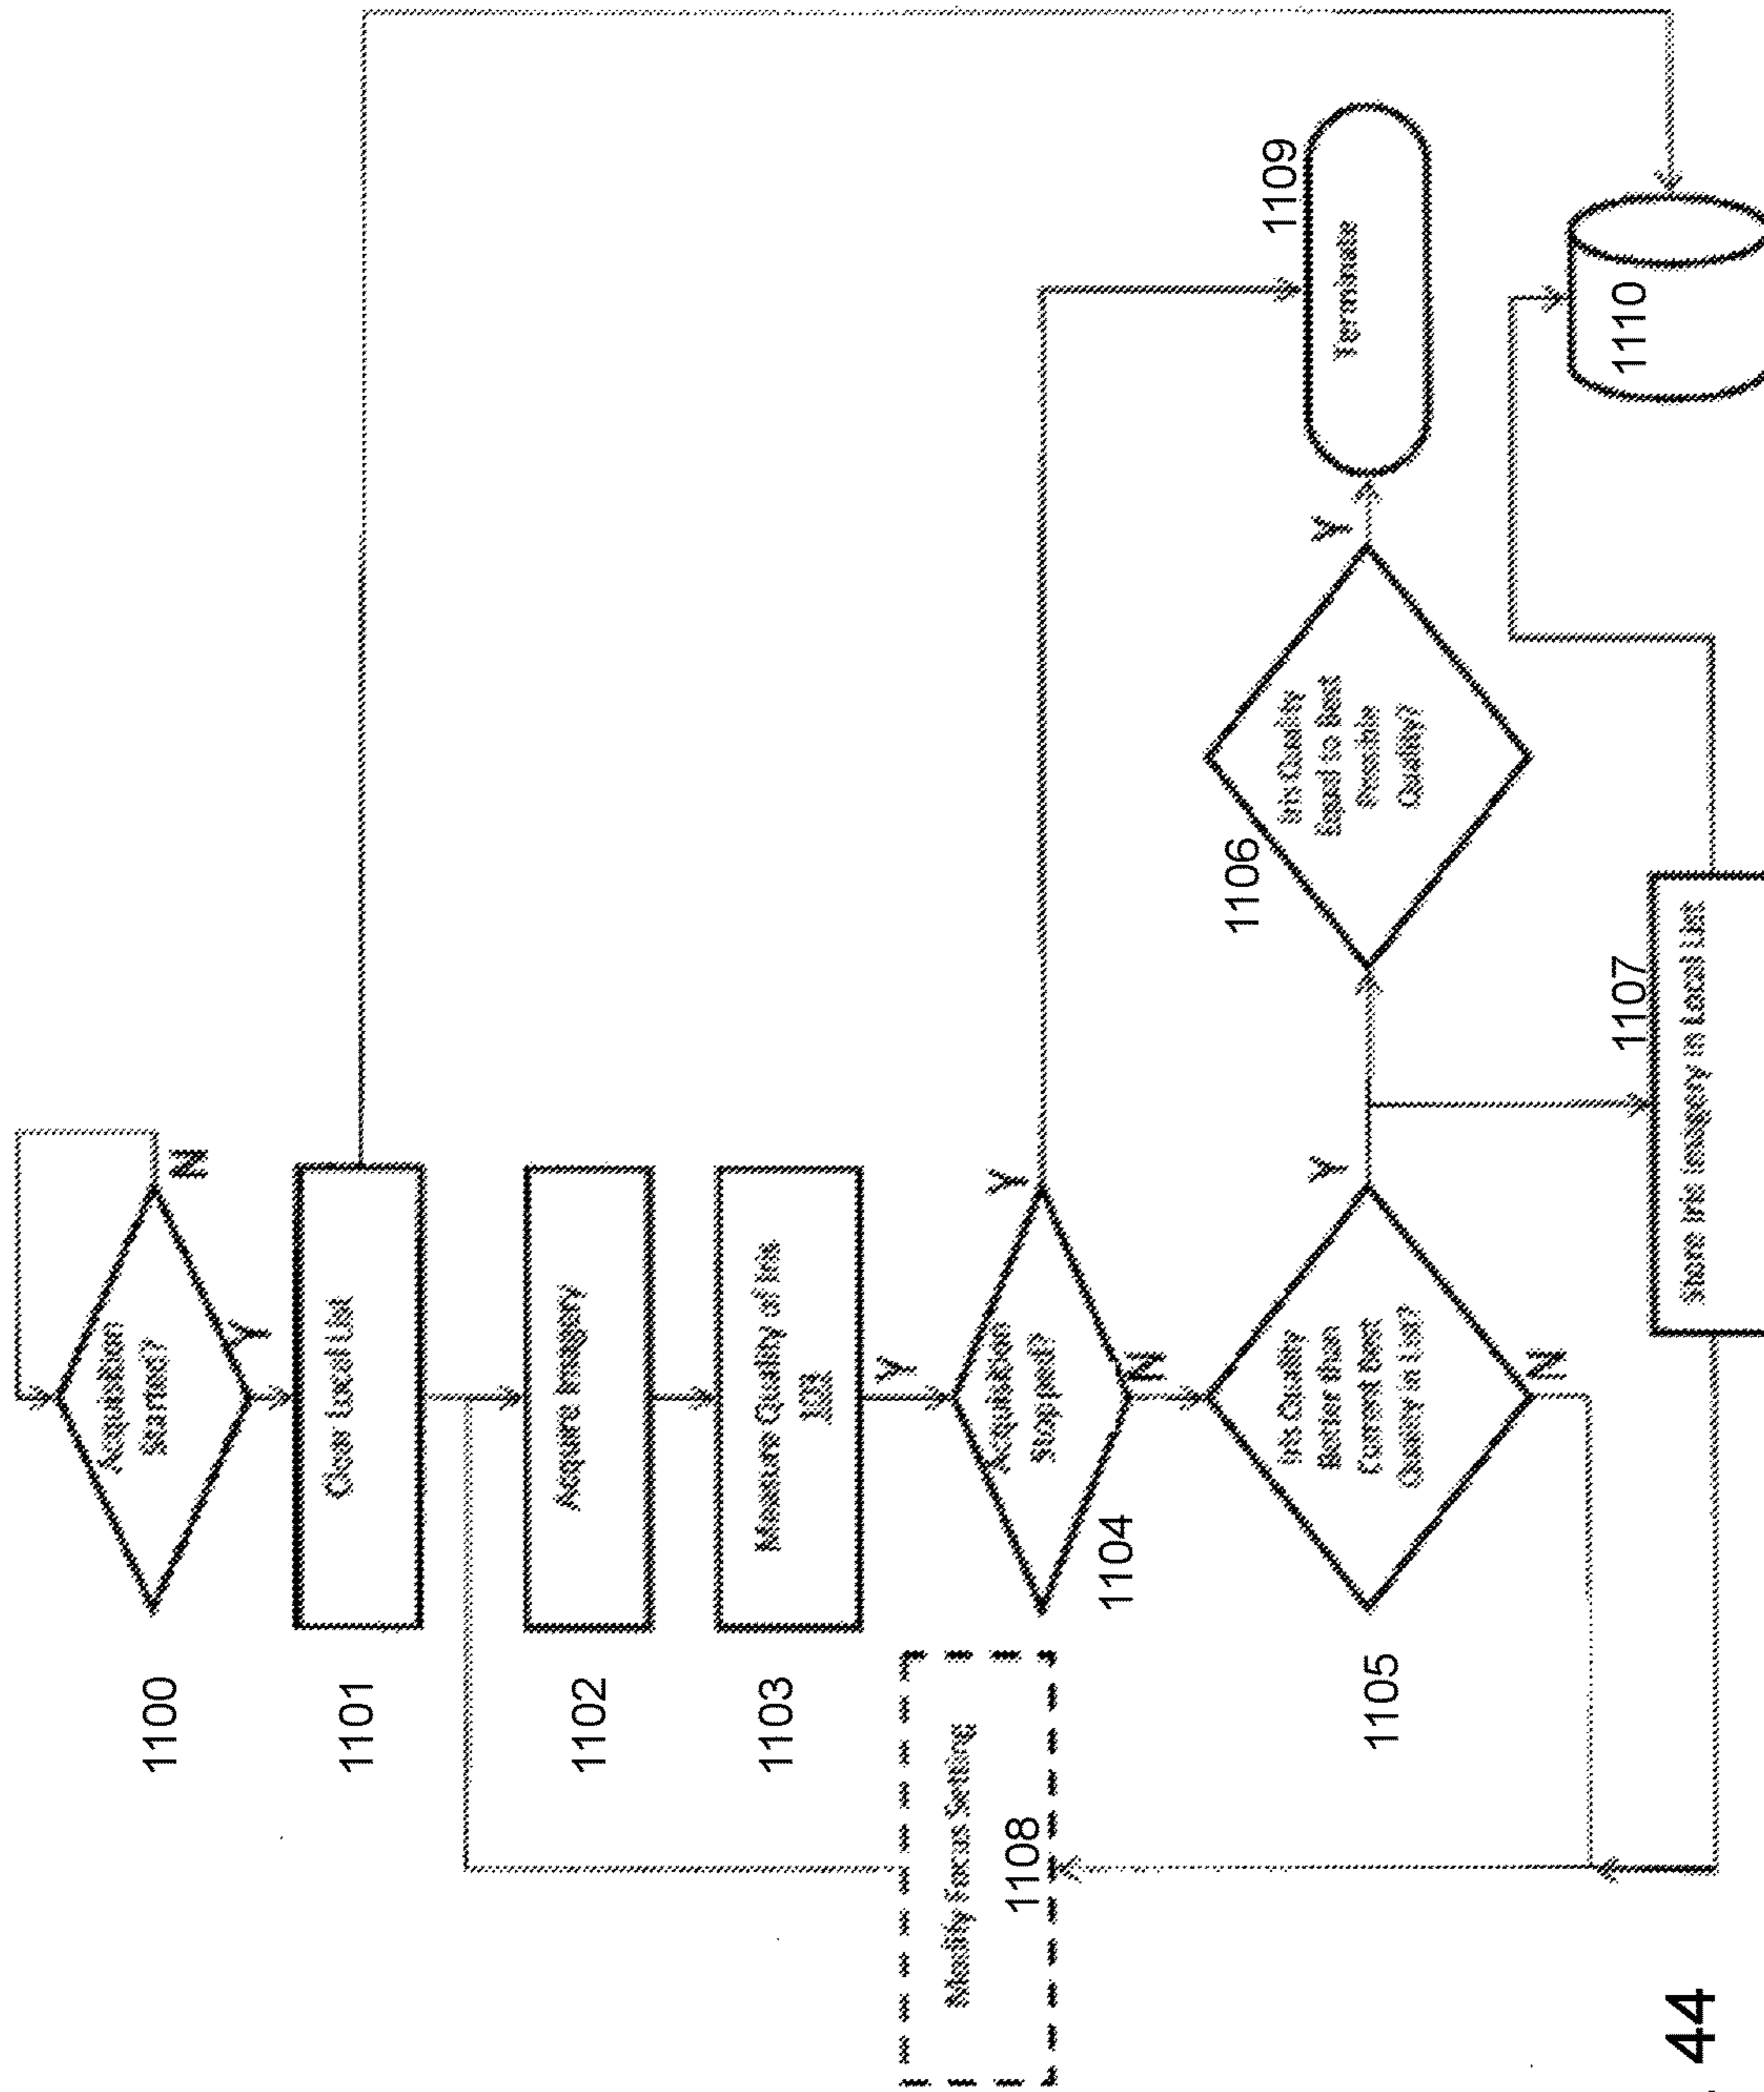 Acquisition
Started?
N
Y
1100
Clear Local List
1101
Acquire Imagery
1102
Measure Quality of Iris
103
1103
Y
Modify Focus Setting
1108
Acquisition
Stopped?
Y
N
1104
Iris Quality
Better than
Current Best
Quality in List?
Y
N
1105
1106
Iris Quality
Equal to Best
Possible
Quality?
Y
1109
Terminate
1107
Store Iris Imagery in Local List
1110
44